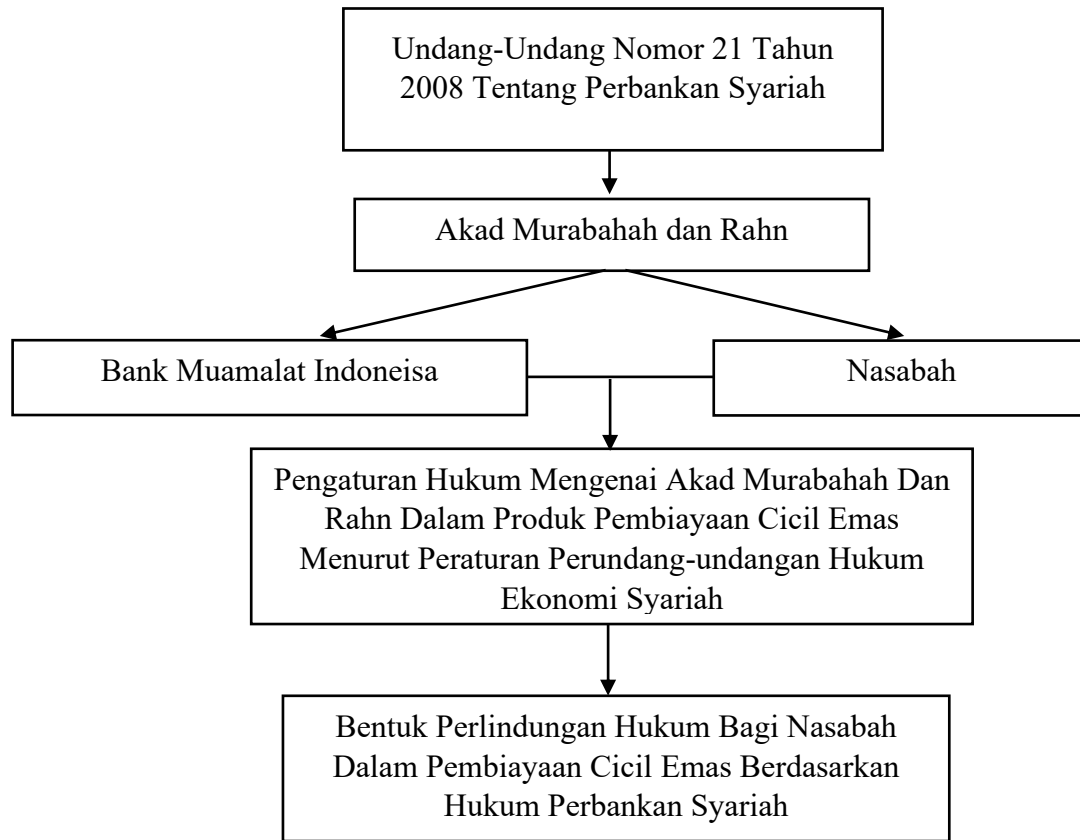 Undang-Undang Nomor 21 Tahun
2008 Tentang Perbankan Syariah
Akad Murabahah dan Rahn
Bank Muamalat Indoneisa
Nasabah
Pengaturan Hukum Mengenai Akad Murabahah Dan
Rahn Dalam Produk Pembiayaan Cicil Emas
Menurut Peraturan Perundang-undangan Hukum
Ekonomi Syariah
Bentuk Perlindungan Hukum Bagi Nasabah
Dalam Pembiayaan Cicil Emas Berdasarkan
Hukum Perbankan Syariah